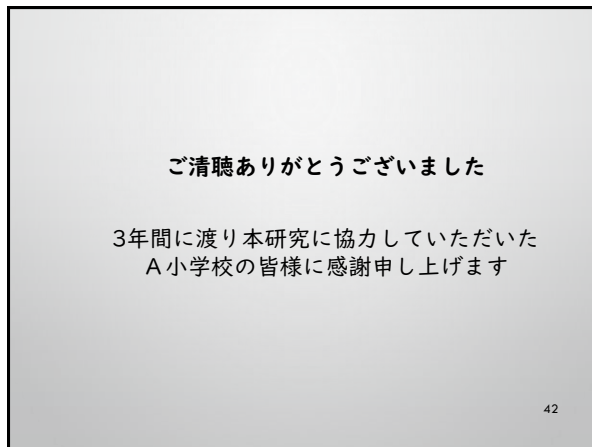 ご清聴ありがとうございました
3年間に渡り本研究に協力していただいた
A小学校の皆様に感謝申し上げます
42